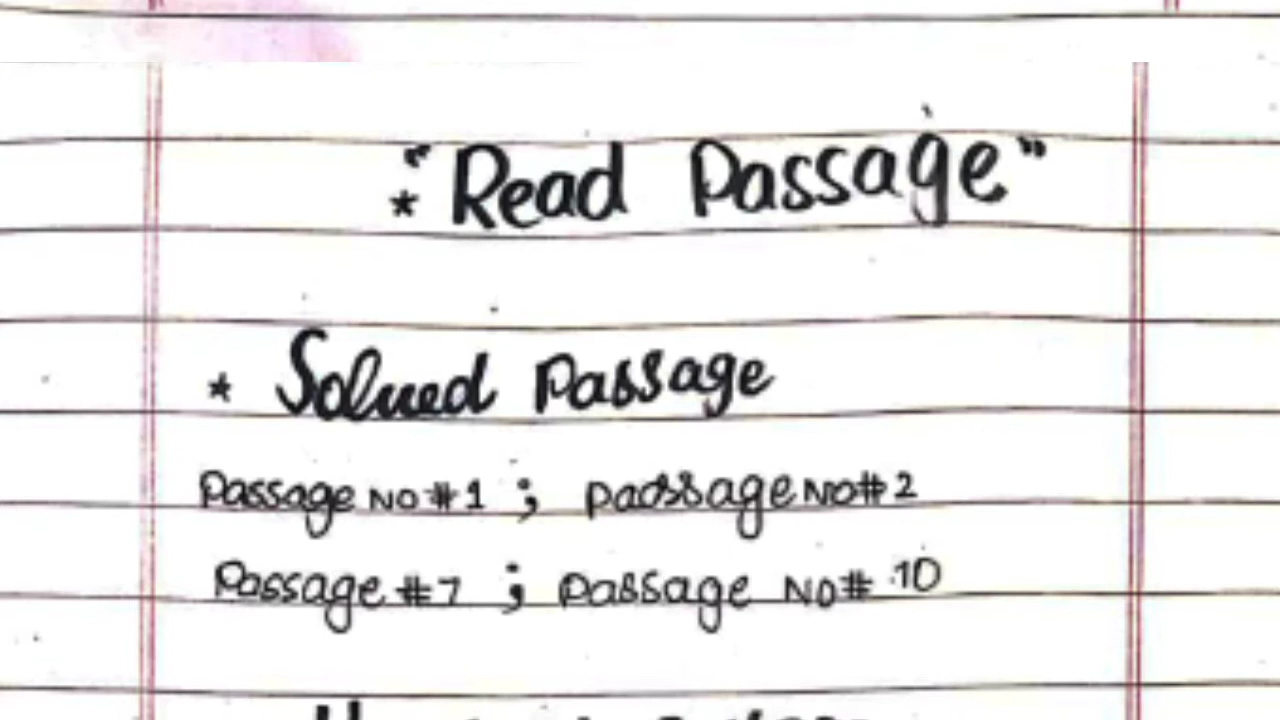 * "Read Passage"
* Solved Passage
Passage No # 1 ; passage No # 2
Passage # 7 ; passage No # 10